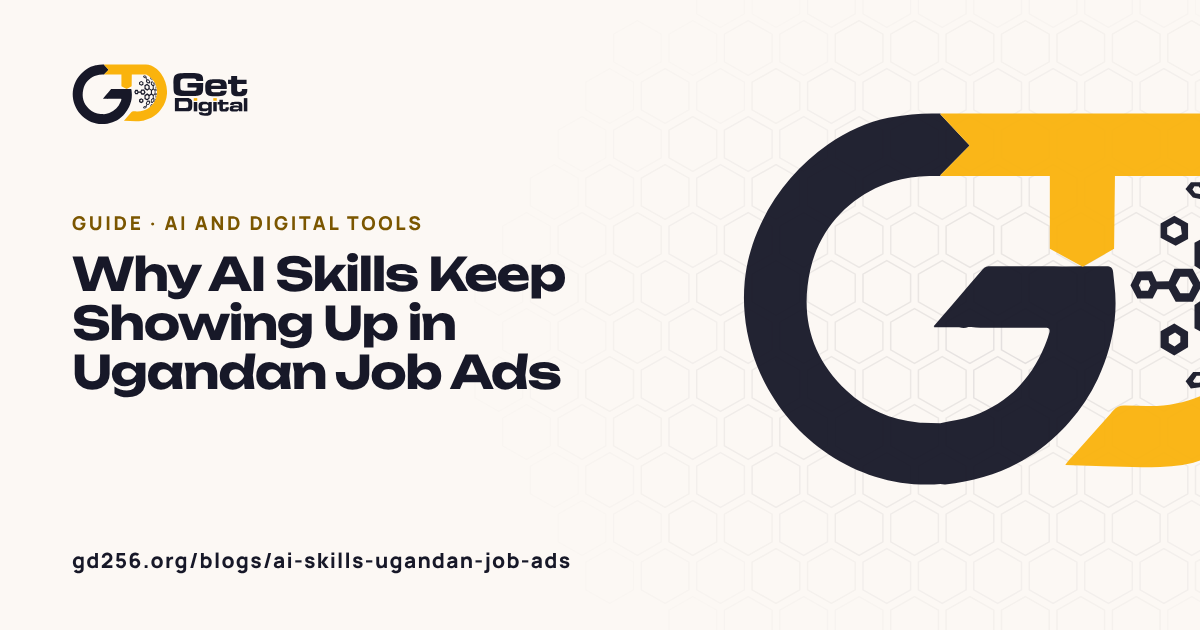 Get
Digital
GUIDE · AI AND DIGITAL TOOLS
Why AI Skills Keep
Showing Up in
Ugandan Job Ads
gd256.org/blogs/ai-skills-ugandan-job-ads